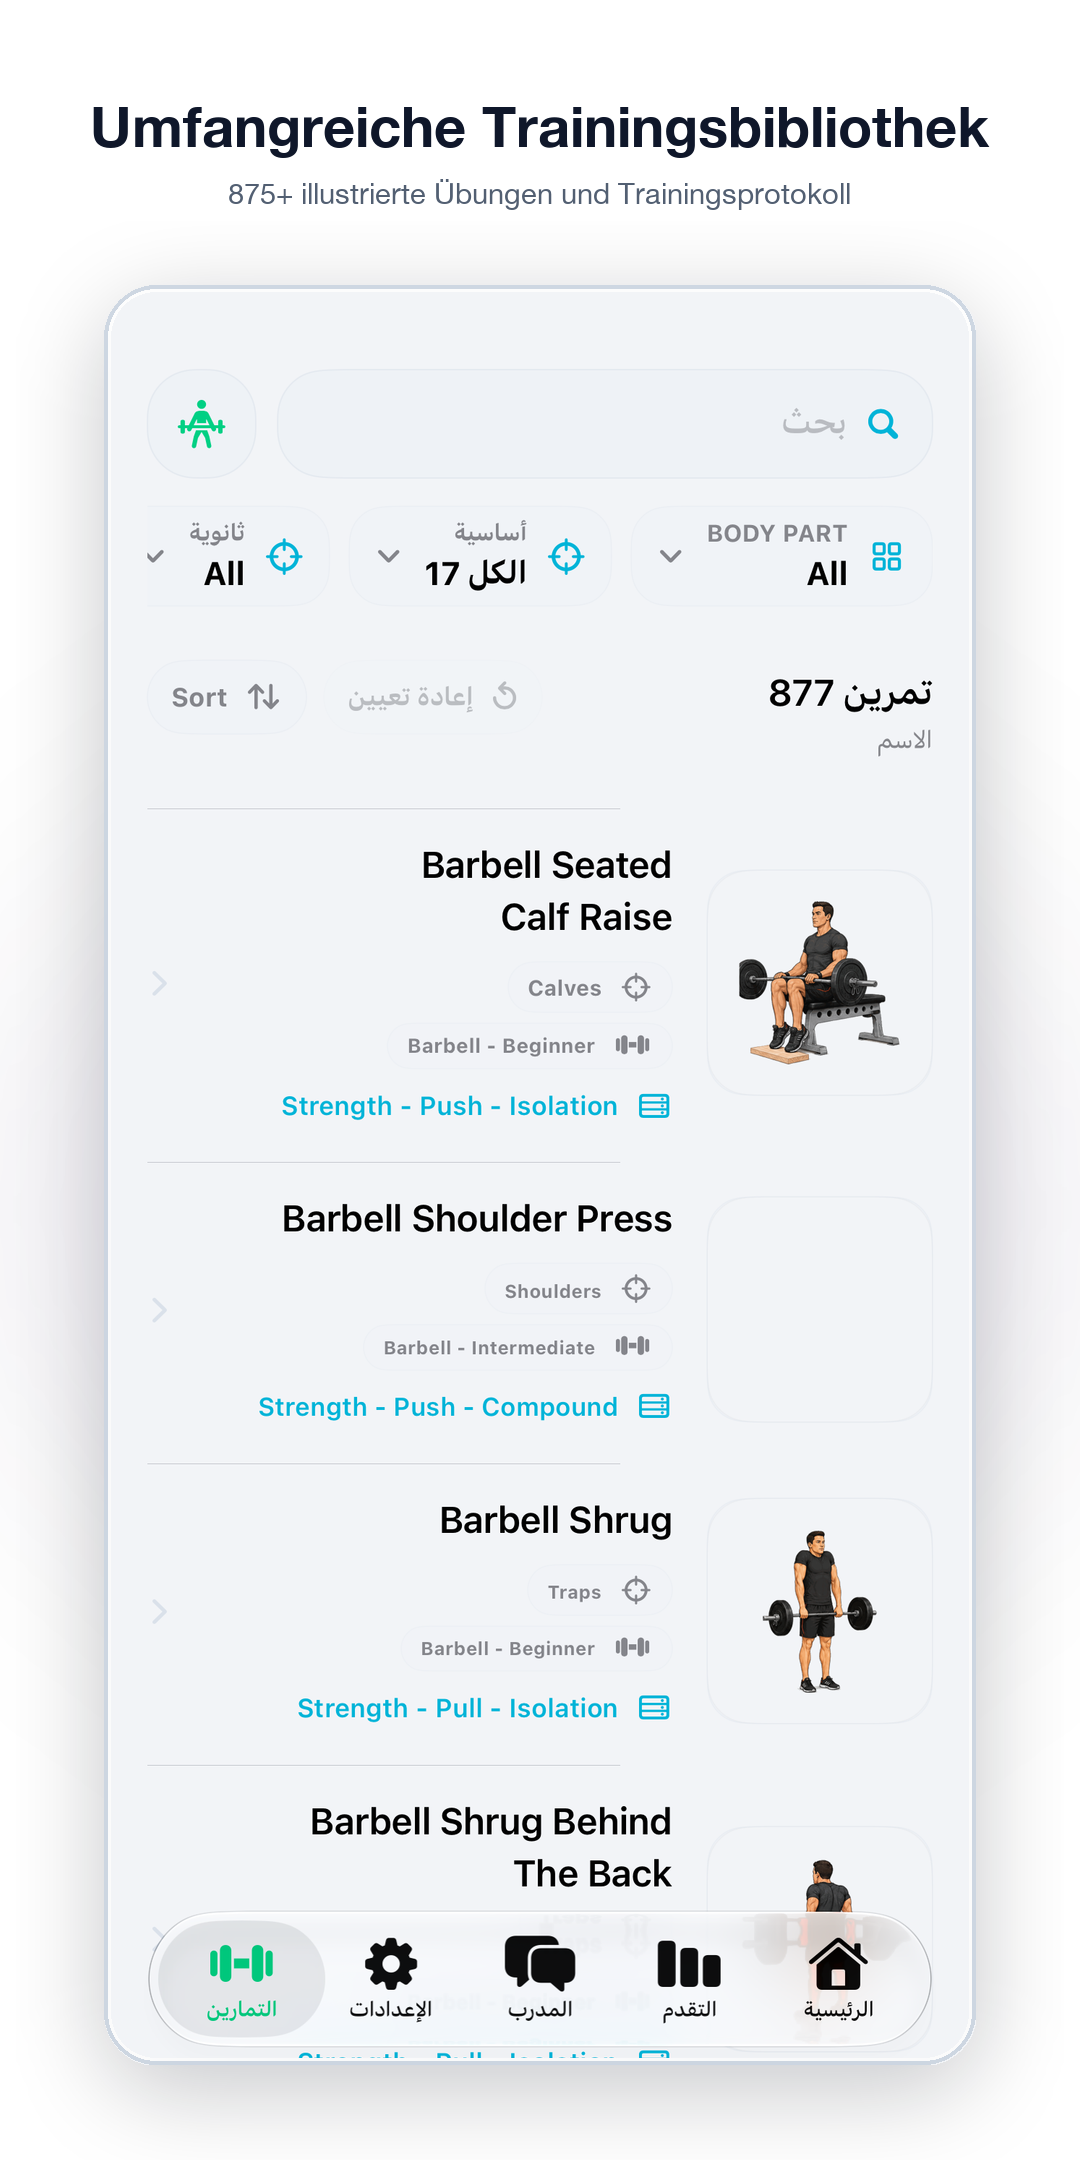 Umfangreiche Trainingsbibliothek
875+ illustrierte Übungen und Trainingsprotokoll
بحث
BODY PART
All
أساسية
الكل 17
ثانوية
All
877 تمرين
الاسم
إعادة تعيين
Sort
Barbell Seated
Calf Raise
Calves
Barbell - Beginner
Strength - Push - Isolation
Barbell Shoulder Press
Shoulders
Barbell - Intermediate
Strength - Push - Compound
Barbell Shrug
Traps
Barbell - Beginner
Strength - Pull - Isolation
Barbell Shrug Behind
The Back
الرئيسية
التقدم
المدرب
الإعدادات
التمارين